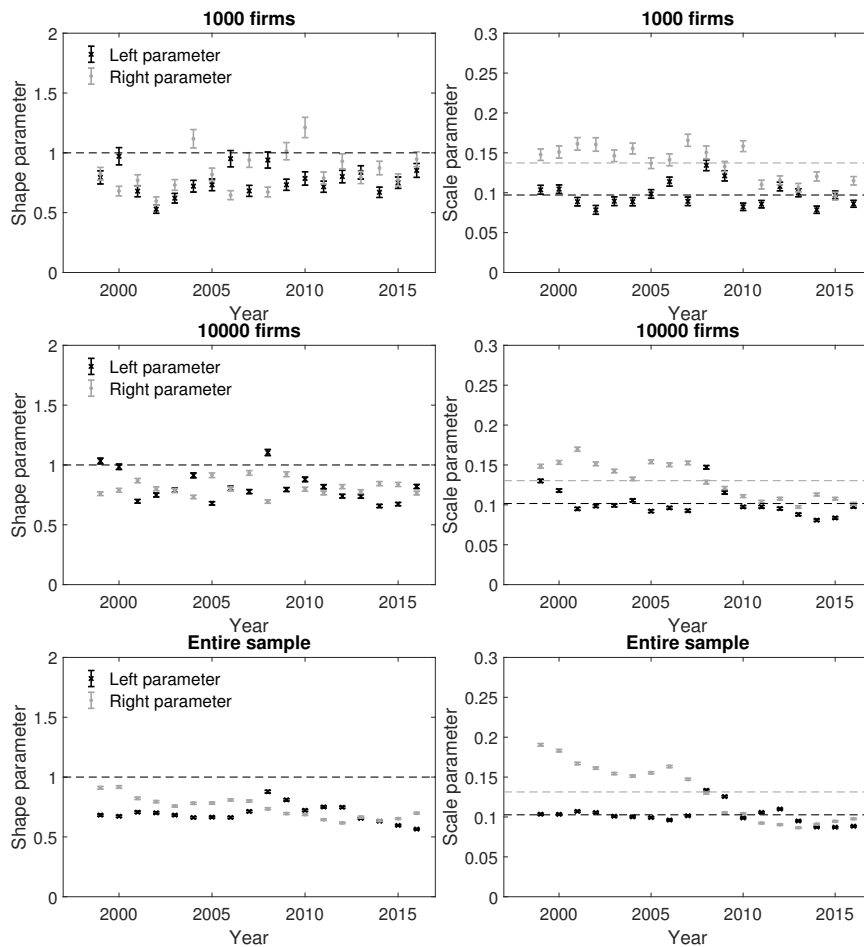 1000 firms
Shape parameter
2
1.5
1
0.5
0
Left parameter
Right parameter
2000 2005 2010 2015
Year
1000 firms
Scale parameter
0.3
0.25
0.2
0.15
0.1
0.05
0
2000 2005 2010 2015
Year
10000 firms
Shape parameter
2
1.5
1
0.5
0
Left parameter
Right parameter
2000 2005 2010 2015
Year
10000 firms
Scale parameter
0.3
0.25
0.2
0.15
0.1
0.05
0
2000 2005 2010 2015
Year
Entire sample
Shape parameter
2
1.5
1
0.5
0
Left parameter
Right parameter
2000 2005 2010 2015
Year
Entire sample
Scale parameter
0.3
0.25
0.2
0.15
0.1
0.05
0
2000 2005 2010 2015
Year